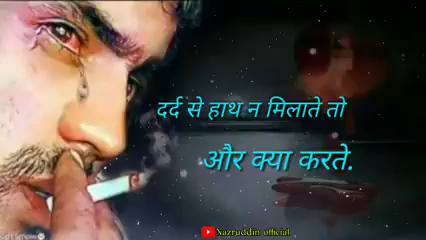 दर्द से हाथ न मिलाते तो
और क्या करते.
Nazruddin official